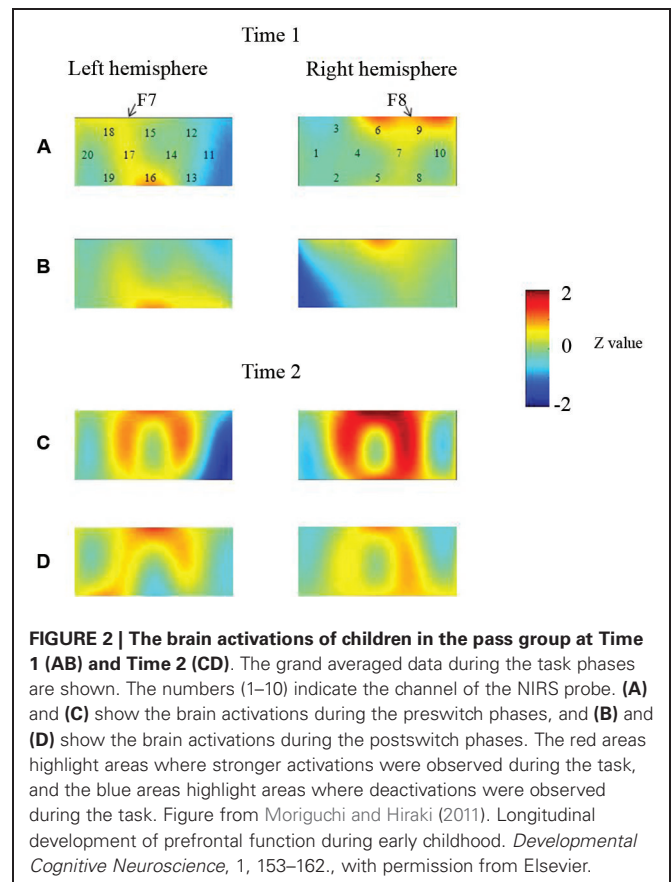 Time 1
Left hemisphere Right hemisphere
F7 F8
A
18 15 12
20 17 14 11
19 16 13
3 6 9
1 4 7 10
2 5 8
B
2
0 Z value
-2
Time 2
C
D
FIGURE 2 | The brain activations of children in the pass group at Time
1 (AB) and Time 2 (CD). The grand averaged data during the task phases
are shown. The numbers (1–10) indicate the channel of the NIRS probe. (A)
and (C) show the brain activations during the preswitch phases, and (B) and
(D) show the brain activations during the postswitch phases. The red areas
highlight areas where stronger activations were observed during the task,
and the blue areas highlight areas where deactivations were observed
during the task. Figure from Moriguchi and Hiraki (2011). Longitudinal
development of prefrontal function during early childhood. Developmental
Cognitive Neuroscience, 1, 153–162., with permission from Elsevier.